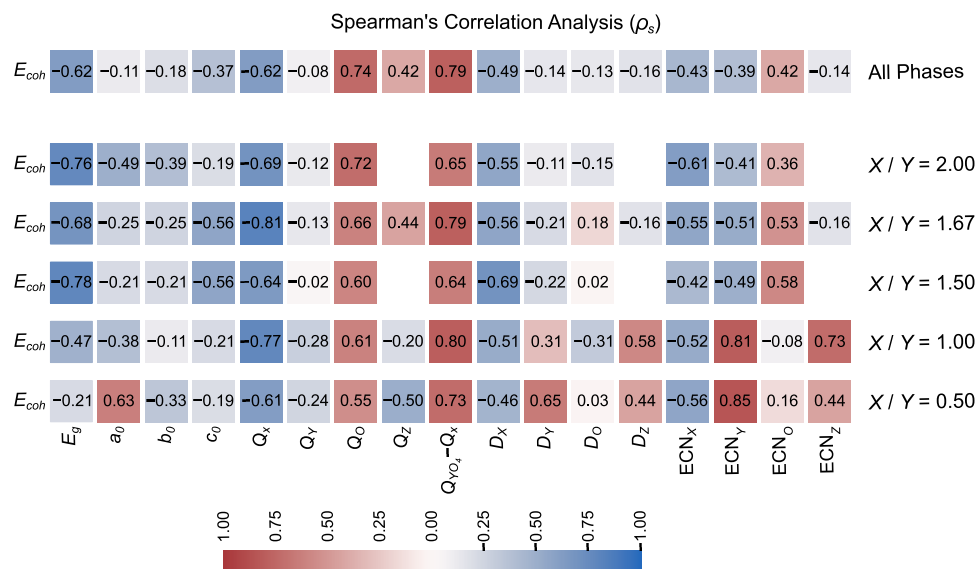 Spearman's Correlation Analysis (ρs)
Ecoh −0.62 −0.11 −0.18 −0.37 −0.62 −0.08 0.74 0.42 0.79 −0.49 −0.14 −0.13 −0.16 −0.43 −0.39 0.42 −0.14 All Phases
Ecoh −0.76 −0.49 −0.39 −0.19 −0.69 −0.12 0.72 0.65 −0.55 −0.11 −0.15 −0.61 −0.41 0.36 X / Y = 2.00
Ecoh −0.68 −0.25 −0.25 −0.56 −0.81 −0.13 0.66 0.44 0.79 −0.56 −0.21 0.18 −0.16 −0.55 −0.51 0.53 −0.16 X / Y = 1.67
Ecoh −0.78 −0.21 −0.21 −0.56 −0.64 −0.02 0.60 0.64 −0.69 −0.22 0.02 −0.42 −0.49 0.58 X / Y = 1.50
Ecoh −0.47 −0.38 −0.11 −0.21 −0.77 −0.28 0.61 −0.20 0.80 −0.51 0.31 −0.31 0.58 −0.52 0.81 −0.08 0.73 X / Y = 1.00
Ecoh −0.21 0.63 −0.33 −0.19 −0.61 −0.24 0.55 −0.50 0.73 −0.46 0.65 0.03 0.44 −0.56 0.85 0.16 0.44 X / Y = 0.50
Eg a0 b0 c0 Qx QY QO QZ QYO4−Qx DX DY DO DZ ECNX ECNY ECNO ECNZ
1.00 0.75 0.50 0.25 0.00 −0.25 −0.50 −0.75 −1.00